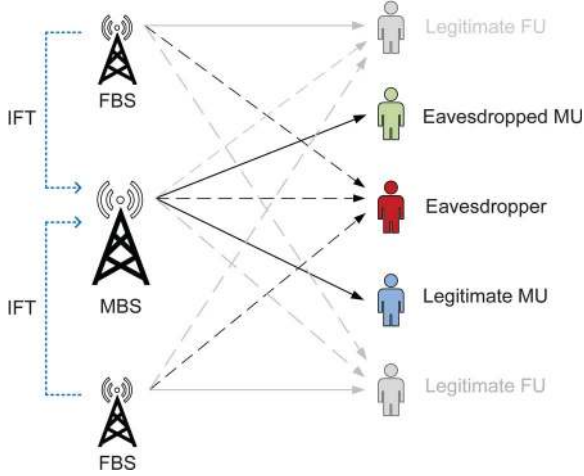 Legitimate FU
FBS
IFT
Eavesdropped MU
Eavesdropper
MBS
Legitimate MU
IFT
Legitimate FU
FBS